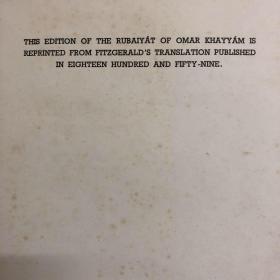 THIS EDITION OF THE RUBAIYÁT OF OMAR KHAYYÁM IS
REPRINTED FROM FITZGERALD'S TRANSLATION PUBLISHED
IN EIGHTEEN HUNDRED AND FIFTY-NINE.